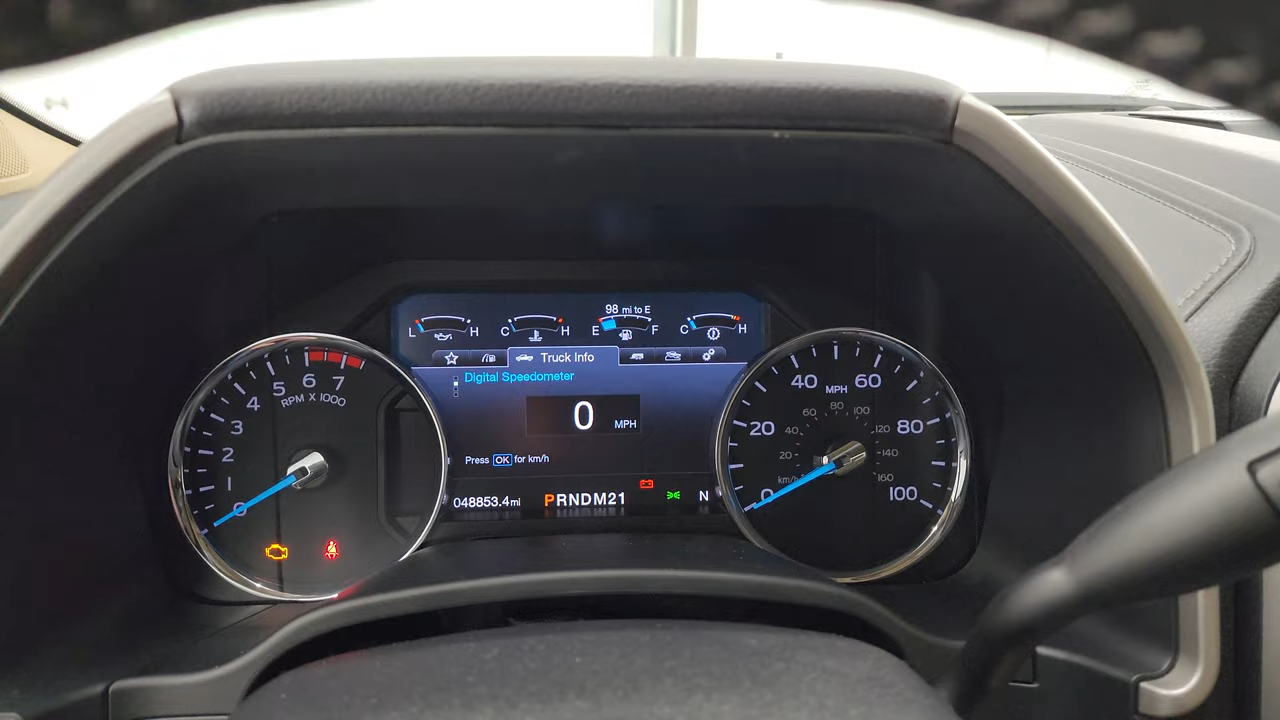 98 mi to E
L H C H E F C H
Truck Info
Digital Speedometer
0 MPH
Press OK for km/h
048853.4 mi PRNDM21 N
0 1 2 3 4 5 6 7
RPM X 1000
0 20 40 60 80 100
MPH
20 40 60 80 100 120 140 160
km/h